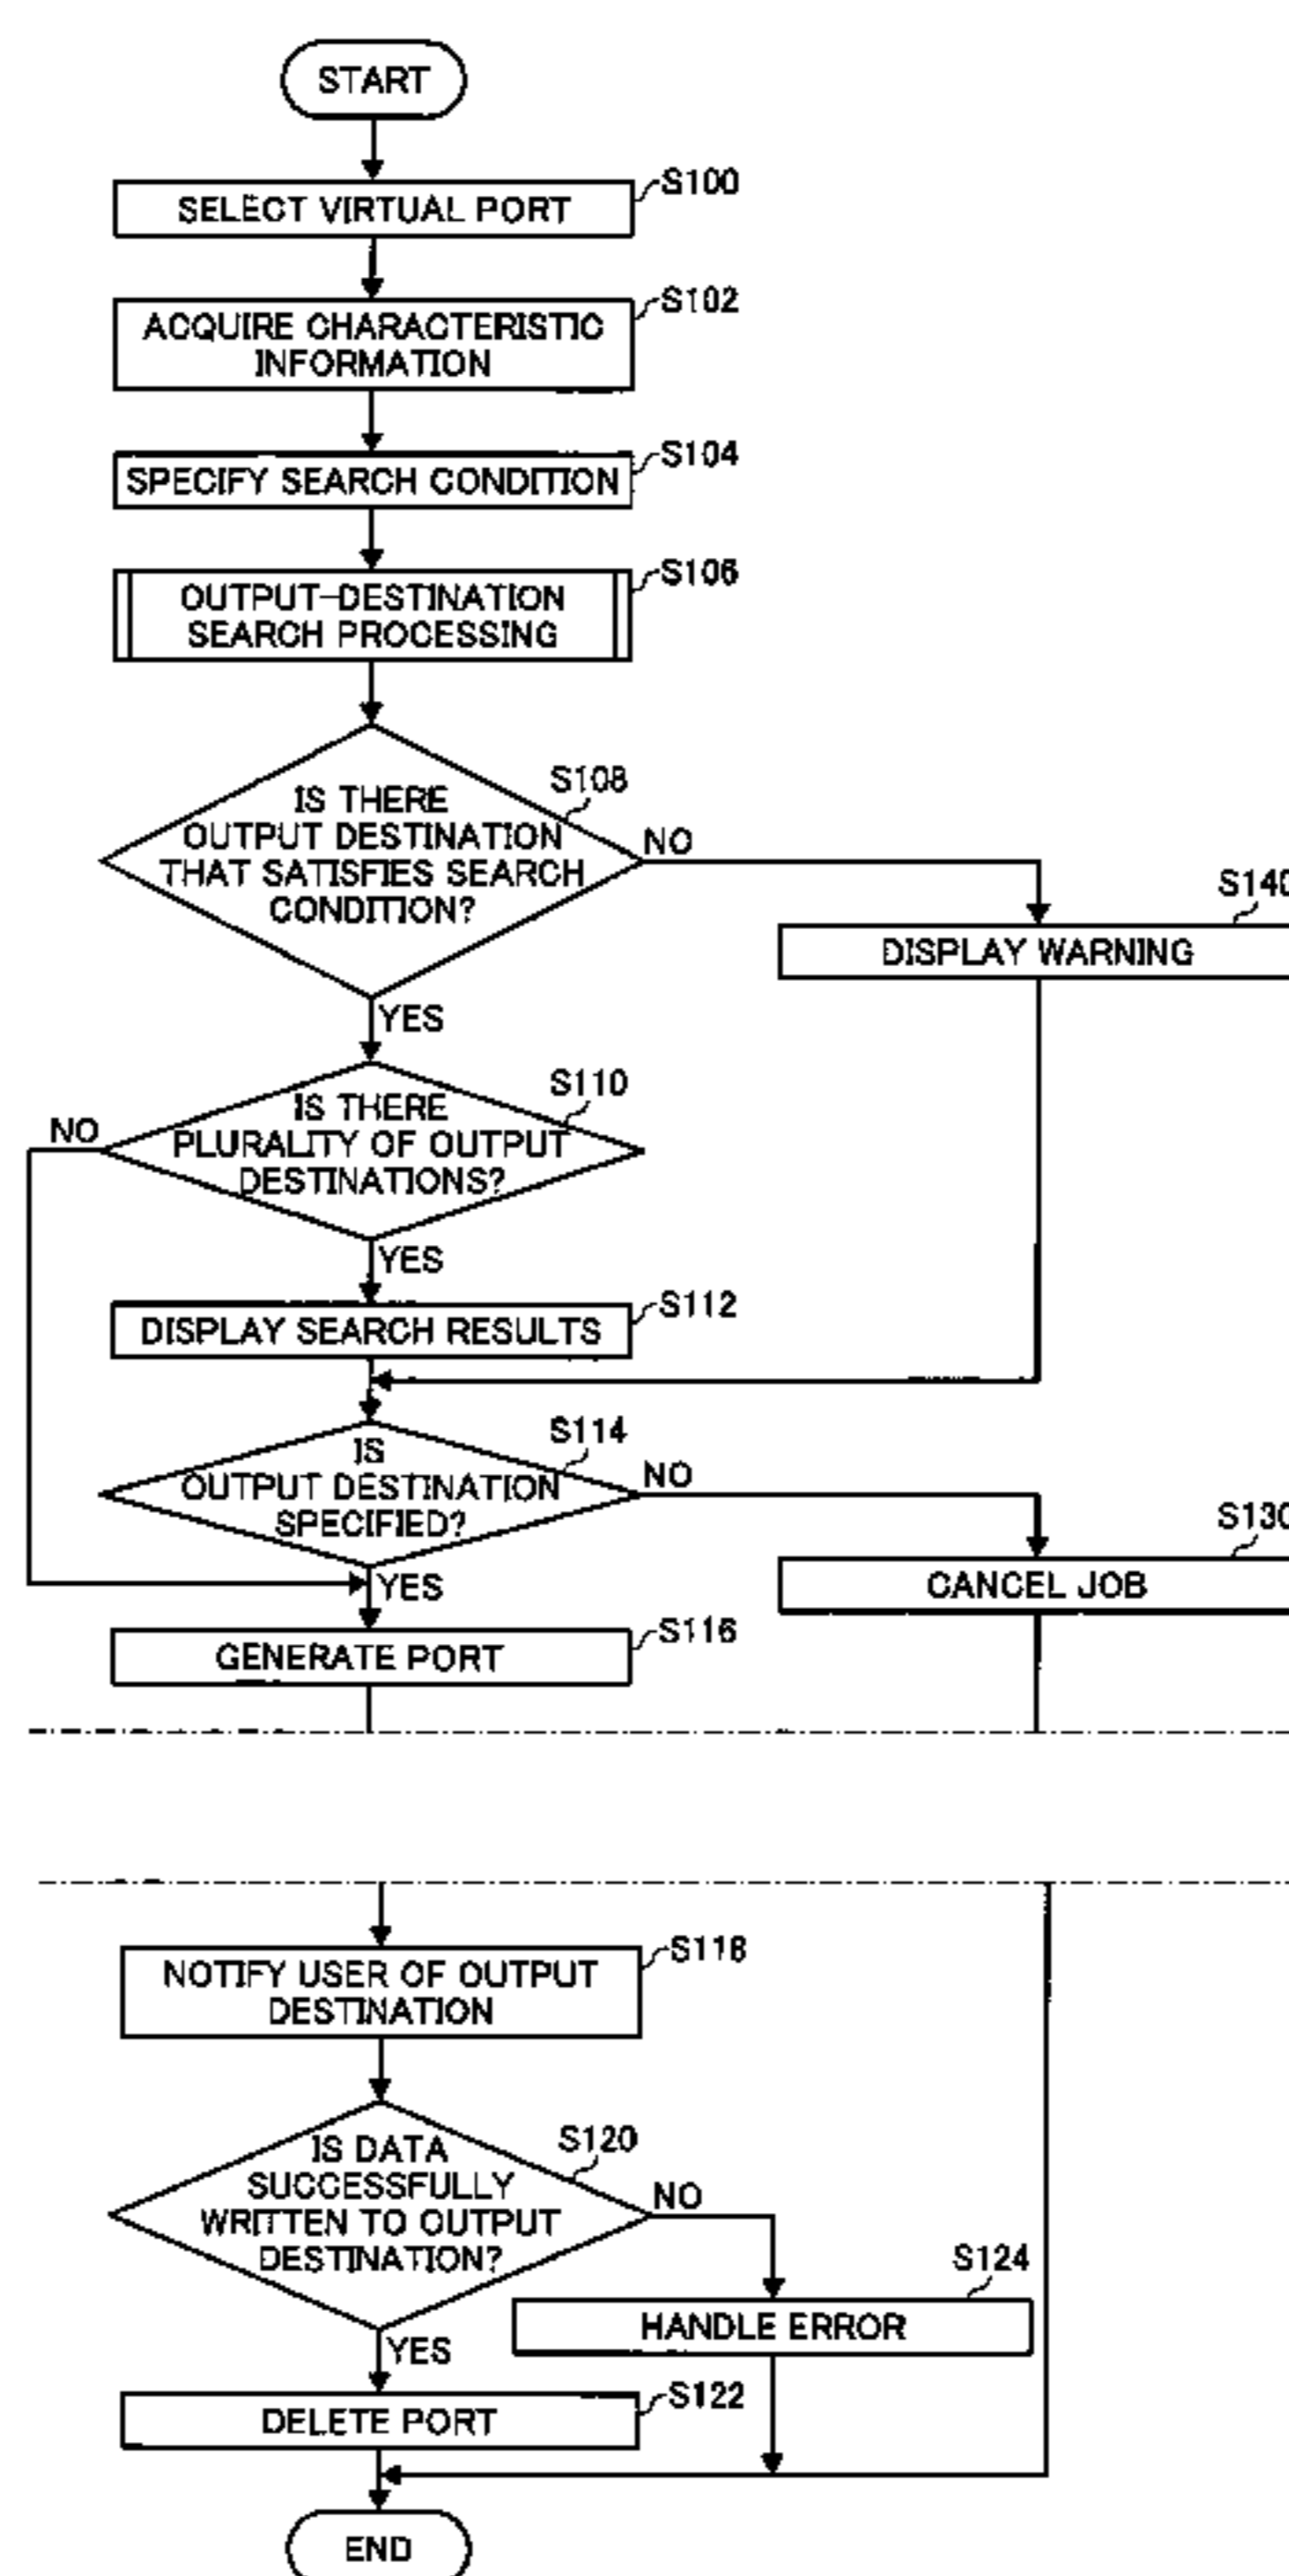 START
S100
SELECT VIRTUAL PORT
S102
ACQUIRE CHARACTERISTIC
INFORMATION
S104
SPECIFY SEARCH CONDITION
S106
OUTPUT-DESTINATION
SEARCH PROCESSING
S108
IS THERE
OUTPUT DESTINATION
THAT SATISFIES SEARCH
CONDITION?
NO
S140
DISPLAY WARNING
YES
S110
IS THERE
PLURALITY OF OUTPUT
DESTINATIONS?
NO
YES
S112
DISPLAY SEARCH RESULTS
S114
IS
OUTPUT DESTINATION
SPECIFIED?
NO
S130
CANCEL JOB
YES
S116
GENERATE PORT
S118
NOTIFY USER OF OUTPUT
DESTINATION
S120
IS DATA
SUCCESSFULLY
WRITTEN TO OUTPUT
DESTINATION?
NO
S124
HANDLE ERROR
YES
S122
DELETE PORT
END